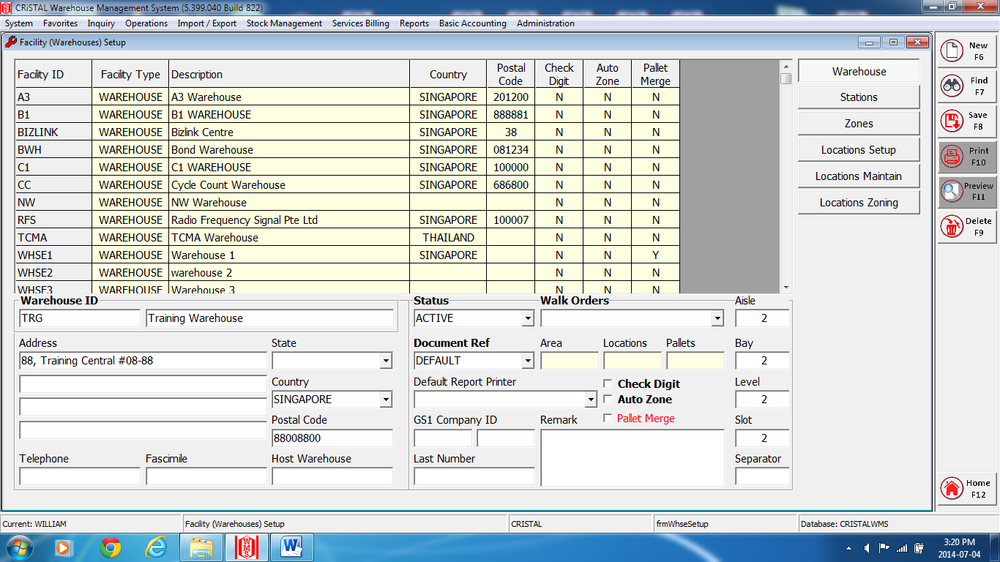 CRiSTAL Warehouse Management System (5.399.040 Build 822)
System Favorites Inquiry Operations Import / Export Stock Management Services Billing Reports Basic Accounting Administration
Facility (Warehouses) Setup
Facility ID Facility Type Description Country Postal Code Check Digit Auto Zone Pallet Merge
A3 WAREHOUSE A3 Warehouse SINGAPORE 201200 N N N
B1 WAREHOUSE B1 WAREHOUSE SINGAPORE 888881 N N N
BIZLINK WAREHOUSE Bizlink Centre SINGAPORE 38 N N N
BWH WAREHOUSE Bond Warehouse SINGAPORE 081234 N N N
C1 WAREHOUSE C1 WAREHOUSE SINGAPORE 100000 N N N
CC WAREHOUSE Cycle Count Warehouse SINGAPORE 686800 N N N
NW WAREHOUSE NW Warehouse N N N
RFS WAREHOUSE Radio Frequency Signal Pte Ltd SINGAPORE 100007 N N N
TCMA WAREHOUSE TCMA Warehouse THAILAND N N N
WHSE1 WAREHOUSE Warehouse 1 SINGAPORE N N Y
WHSE2 WAREHOUSE warehouse 2 N N N
WHSE3 WAREHOUSE Warehouse 3 N N N
Warehouse
Stations
Zones
Locations Setup
Locations Maintain
Locations Zoning
New
F6
Find
F7
Save
F8
Print
F10
Preview
F11
Delete
F9
Home
F12
Warehouse ID Status Walk Orders Aisle
TRG Training Warehouse ACTIVE 2
Address State Document Ref Area Locations Pallets Bay
88, Training Central #08-88 DEFAULT 2
Country Default Report Printer Check Digit Level
SINGAPORE Auto Zone 2
Postal Code GS1 Company ID Remark Pallet Merge Slot
88008800 2
Telephone Fascimile Host Warehouse Last Number Separator
Current: WILLIAM Facility (Warehouses) Setup CRISTAL frmWhseSetup Database: CRISTALWMS
WMS
3:20 PM
2014-07-04